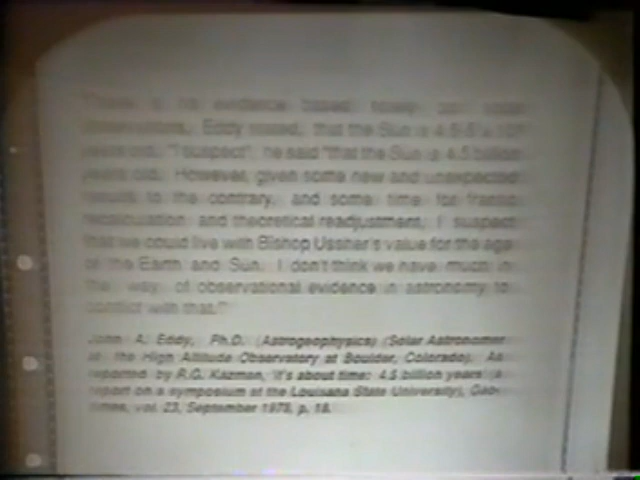 "There is no evidence based solely on solar
observations, Eddy stated, that the Sun is 4.5-5 x 10⁹
years old. "I suspect", he said "that the Sun is 4.5 billion
years old. However, given some new and unexpected
results to the contrary, and some time for frantic
recalculation and theoretical readjustment, I suspect
that we could live with Bishop Ussher's value for the age
of the Earth and Sun. I don't think we have much in
the way of observational evidence in astronomy to
conflict with that."
John A. Eddy, Ph.D. (Astrogeophysics) (Solar Astronomer
at the High Altitude Observatory at Boulder, Colorado). As
reported by R.G. Kazman, 'It's about time: 4.5 billion years (a
report on a symposium at the Louisiana State University), Geo-
times, vol. 23, September 1978, p. 18.